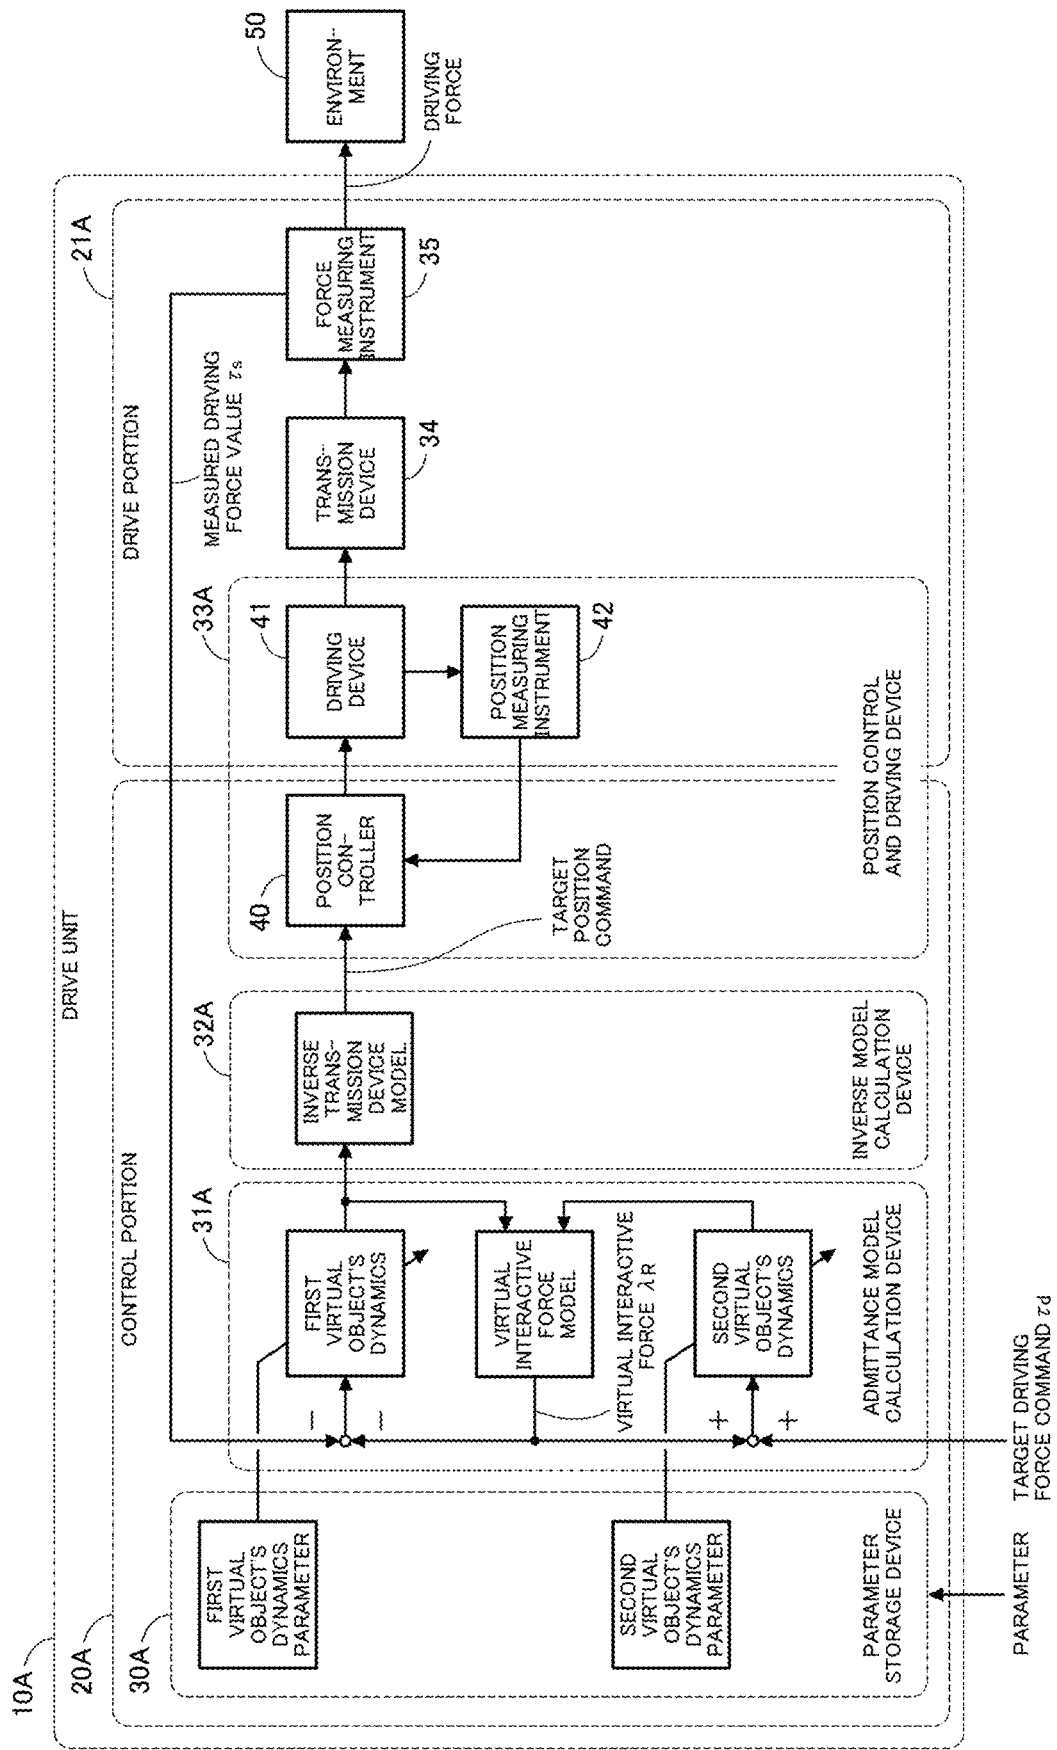 10A
DRIVE UNIT
20A
CONTROL PORTION
DRIVE PORTION
21A
30A
FIRST
VIRTUAL
OBJECT'S
DYNAMICS
PARAMETER
SECOND
VIRTUAL
OBJECT'S
DYNAMICS
PARAMETER
PARAMETER
STORAGE DEVICE
PARAMETER
31A
FIRST
VIRTUAL
OBJECT'S
DYNAMICS
−
−
VIRTUAL
INTERACTIVE
FORCE
MODEL
VIRTUAL INTERACTIVE
FORCE λR
SECOND
VIRTUAL
OBJECT'S
DYNAMICS
+
+
ADMITTANCE MODEL
CALCULATION DEVICE
TARGET DRIVING
FORCE COMMAND τd
32A
INVERSE
TRANS-
MISSION
DEVICE
MODEL
INVERSE MODEL
CALCULATION
DEVICE
33A
40
POSITION
CON-
TROLLER
TARGET
POSITION
COMMAND
41
DRIVING
DEVICE
POSITION
MEASURING
INSTRUMENT
42
POSITION CONTROL
AND DRIVING DEVICE
MEASURED DRIVING
FORCE VALUE τs
TRANS-
MISSION
DEVICE
34
FORCE
MEASURING
INSTRUMENT
35
50
ENVIRON-
MENT
DRIVING
FORCE